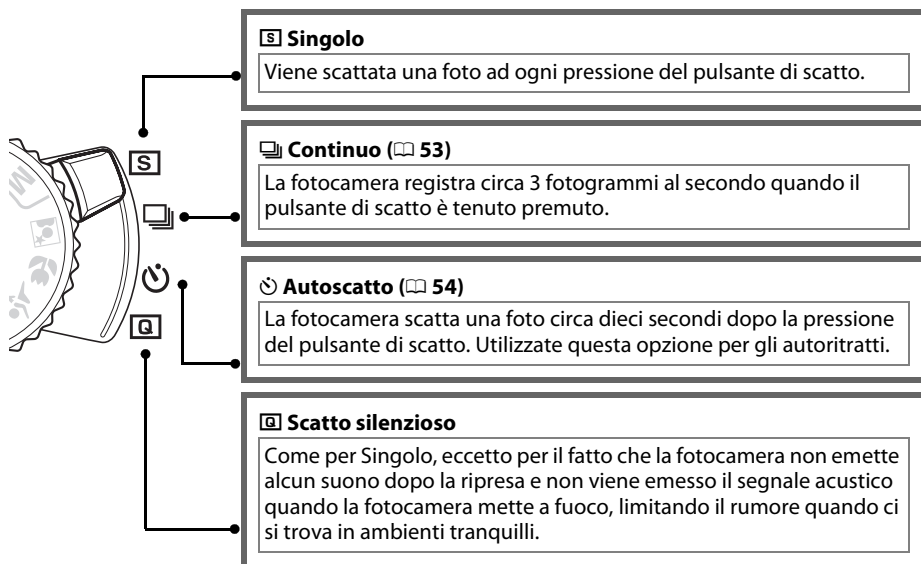 S Singolo
Viene scattata una foto ad ogni pressione del pulsante di scatto.
Continuo (53)
La fotocamera registra circa 3 fotogrammi al secondo quando il
pulsante di scatto è tenuto premuto.
Autoscatto (54)
La fotocamera scatta una foto circa dieci secondi dopo la pressione
del pulsante di scatto. Utilizzate questa opzione per gli autoritratti.
Q Scatto silenzioso
Come per Singolo, eccetto per il fatto che la fotocamera non emette
alcun suono dopo la ripresa e non viene emesso il segnale acustico
quando la fotocamera mette a fuoco, limitando il rumore quando ci
si trova in ambienti tranquilli.
M
S
Q